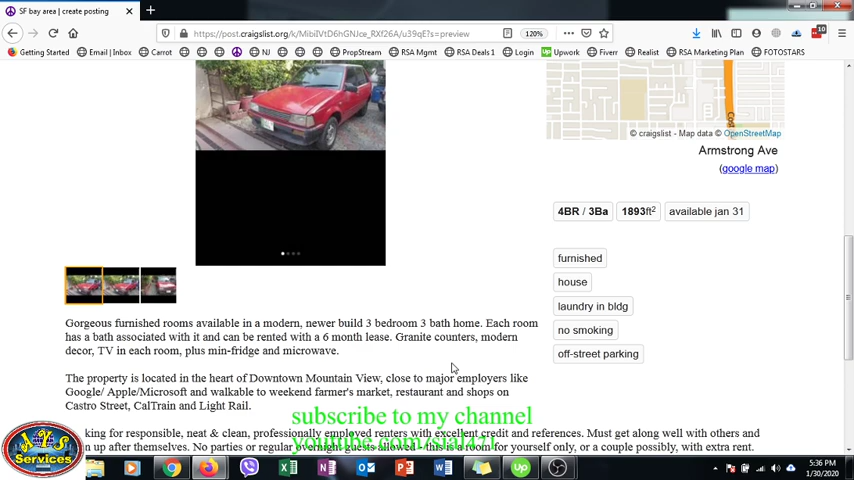 SF bay area | create posting
https://post.craigslist.org/k/MibiIVtD6hGNJce_RXf26A/u39qE?s=preview
120%
10
Getting Started
Email | Inbox
Carrot
NJ
PropStream
RSA Mgmt
RSA Deals 1
Login
Up Upwork
Fiverr
Realist
RSA Marketing Plan
FOTOSTARS
Cost
© craigslist - Map data © OpenStreetMap
Armstrong Ave
(google map)
4BR / 3Ba
1893ft2
available jan 31
furnished
house
laundry in bldg
no smoking
off-street parking
Gorgeous furnished rooms available in a modern, newer build 3 bedroom 3 bath home. Each room
has a bath associated with it and can be rented with a 6 month lease. Granite counters, modern
decor, TV in each room, plus min-fridge and microwave.
The property is located in the heart of Downtown Mountain View, close to major employers like
Google/ Apple/Microsoft and walkable to weekend farmer's market, restaurant and shops on
Castro Street, CalTrain and Light Rail.
subscribe to my channel
king for responsible, neat & clean, professionally employed renters with excellent credit and references. Must get along well with others and
youtube.com/sial471
n up after themselves. No parties or regular overnight guests allowed - this is a room for yourself only, or a couple possibly, with extra rent.
Services
5:36 PM
1/30/2020